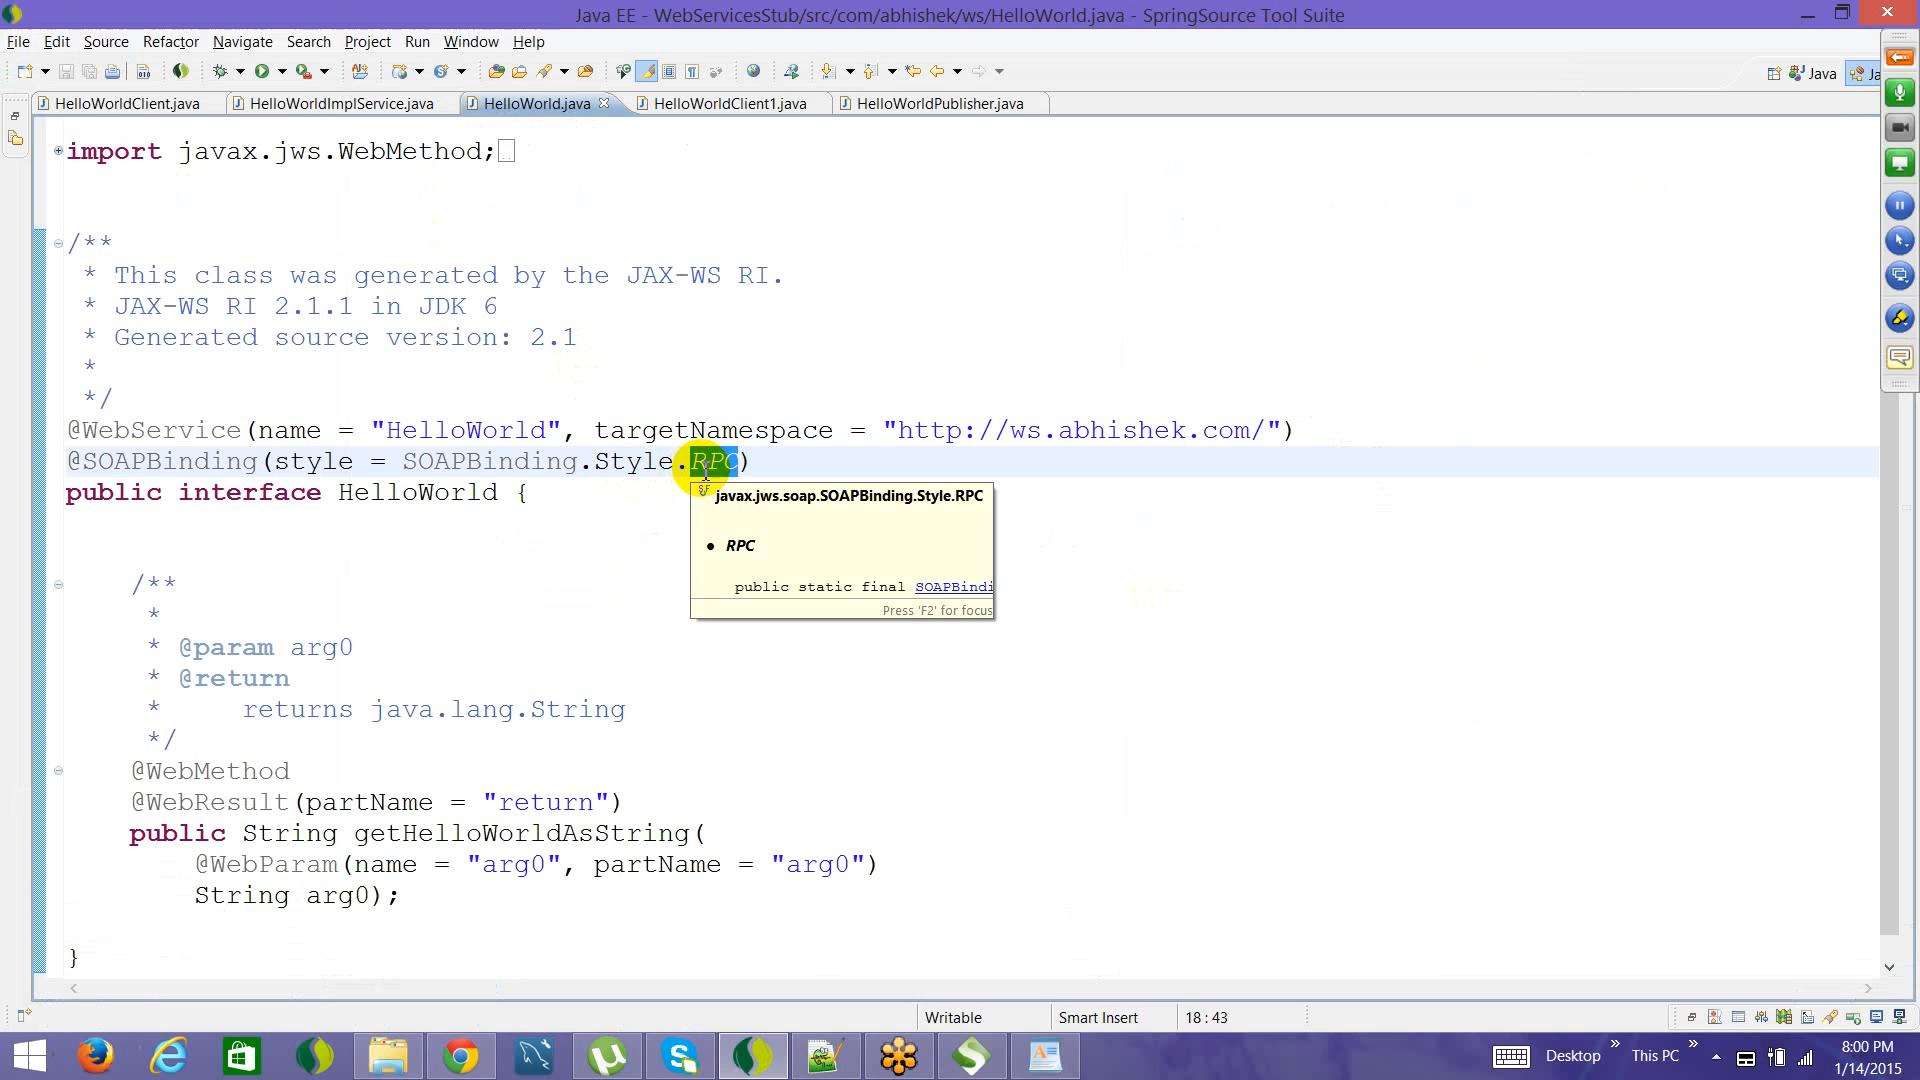 Java EE - WebServicesStub/src/com/abhishek/ws/HelloWorld.java - SpringSource Tool Suite
File Edit Source Refactor Navigate Search Project Run Window Help
Java Ja
HelloWorldClient.java HelloWorldImplService.java HelloWorld.java HelloWorldClient1.java HelloWorldPublisher.java
import javax.jws.WebMethod;
/**
* This class was generated by the JAX-WS RI.
* JAX-WS RI 2.1.1 in JDK 6
* Generated source version: 2.1
*
*/
@WebService(name = "HelloWorld", targetNamespace = "http://ws.abhishek.com/")
@SOAPBinding(style = SOAPBinding.Style.RPC)
public interface HelloWorld {
javax.jws.soap.SOAPBinding.Style.RPC
• RPC
public static final SOAPBindi
Press 'F2' for focus
/**
*
* @param arg0
* @return
* returns java.lang.String
*/
@WebMethod
@WebResult(partName = "return")
public String getHelloWorldAsString(
@WebParam(name = "arg0", partName = "arg0")
String arg0);
}
Writable Smart Insert 18 : 43
Desktop » This PC »
8:00 PM
1/14/2015